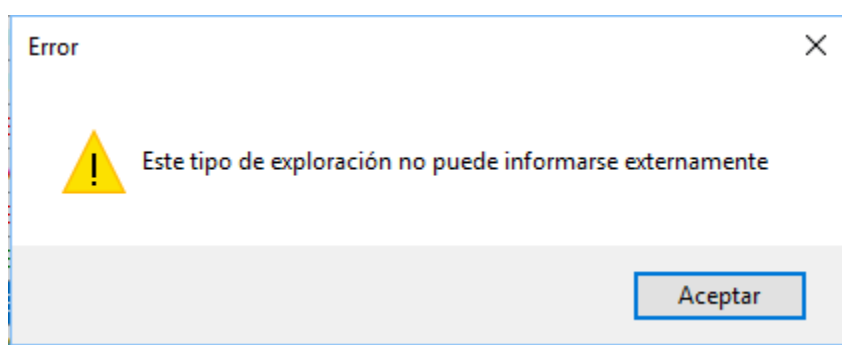 Error
Este tipo de exploración no puede informarse externamente
Aceptar